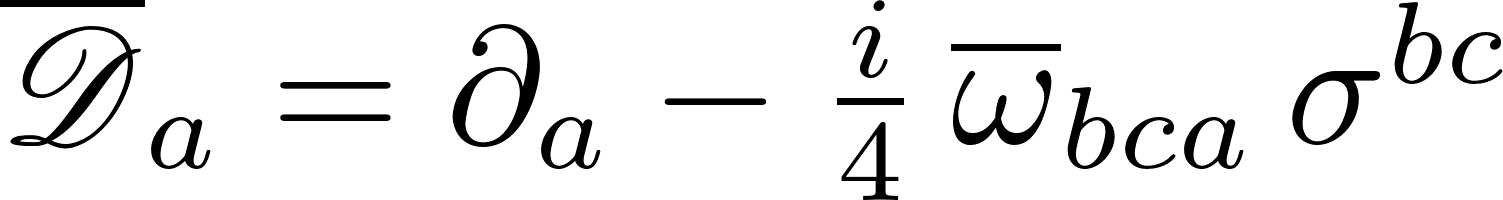 $\overline{\mathscr{D}}_a = \partial_a - \frac{i}{4} \, \overline{\omega}_{bca} \, \sigma^{bc}$